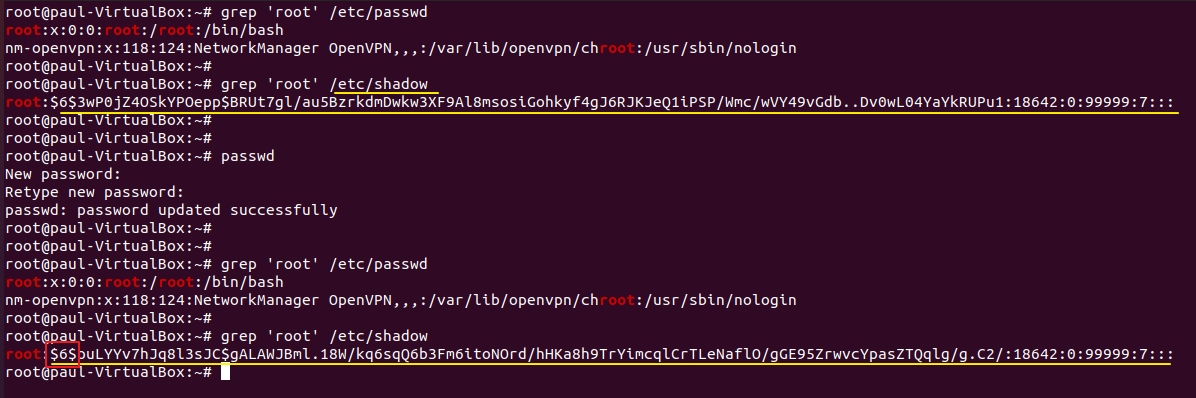 root@paul-VirtualBox:~# grep 'root' /etc/passwd
root:x:0:0:root:/root:/bin/bash
nm-openvpn:x:118:124:NetworkManager OpenVPN,,,:/var/lib/openvpn/chroot:/usr/sbin/nologin
root@paul-VirtualBox:~#
root@paul-VirtualBox:~# grep 'root' /etc/shadow
root:$6$3wP0jZ4OSkYPOepp$BRUt7gl/au5BzrkdmDwkw3XF9Al8msosiGohkyf4gJ6RJKJeQ1iPSP/Wmc/wVY49vGdb..Dv0wL04YaYkRUPu1:18642:0:99999:7:::
root@paul-VirtualBox:~#
root@paul-VirtualBox:~#
root@paul-VirtualBox:~# passwd
New password:
Retype new password:
passwd: password updated successfully
root@paul-VirtualBox:~#
root@paul-VirtualBox:~#
root@paul-VirtualBox:~# grep 'root' /etc/passwd
root:x:0:0:root:/root:/bin/bash
nm-openvpn:x:118:124:NetworkManager OpenVPN,,,:/var/lib/openvpn/chroot:/usr/sbin/nologin
root@paul-VirtualBox:~#
root@paul-VirtualBox:~# grep 'root' /etc/shadow
root:$6$puLYYv7hJq8l3sJC$gALAWJBml.18W/kq6sqQ6b3Fm6itoNOrd/hHKa8h9TrYimcqlCrTLeNaflO/gGE95ZrwvcYpasZTQqlg/g.C2/:18642:0:99999:7:::
root@paul-VirtualBox:~#